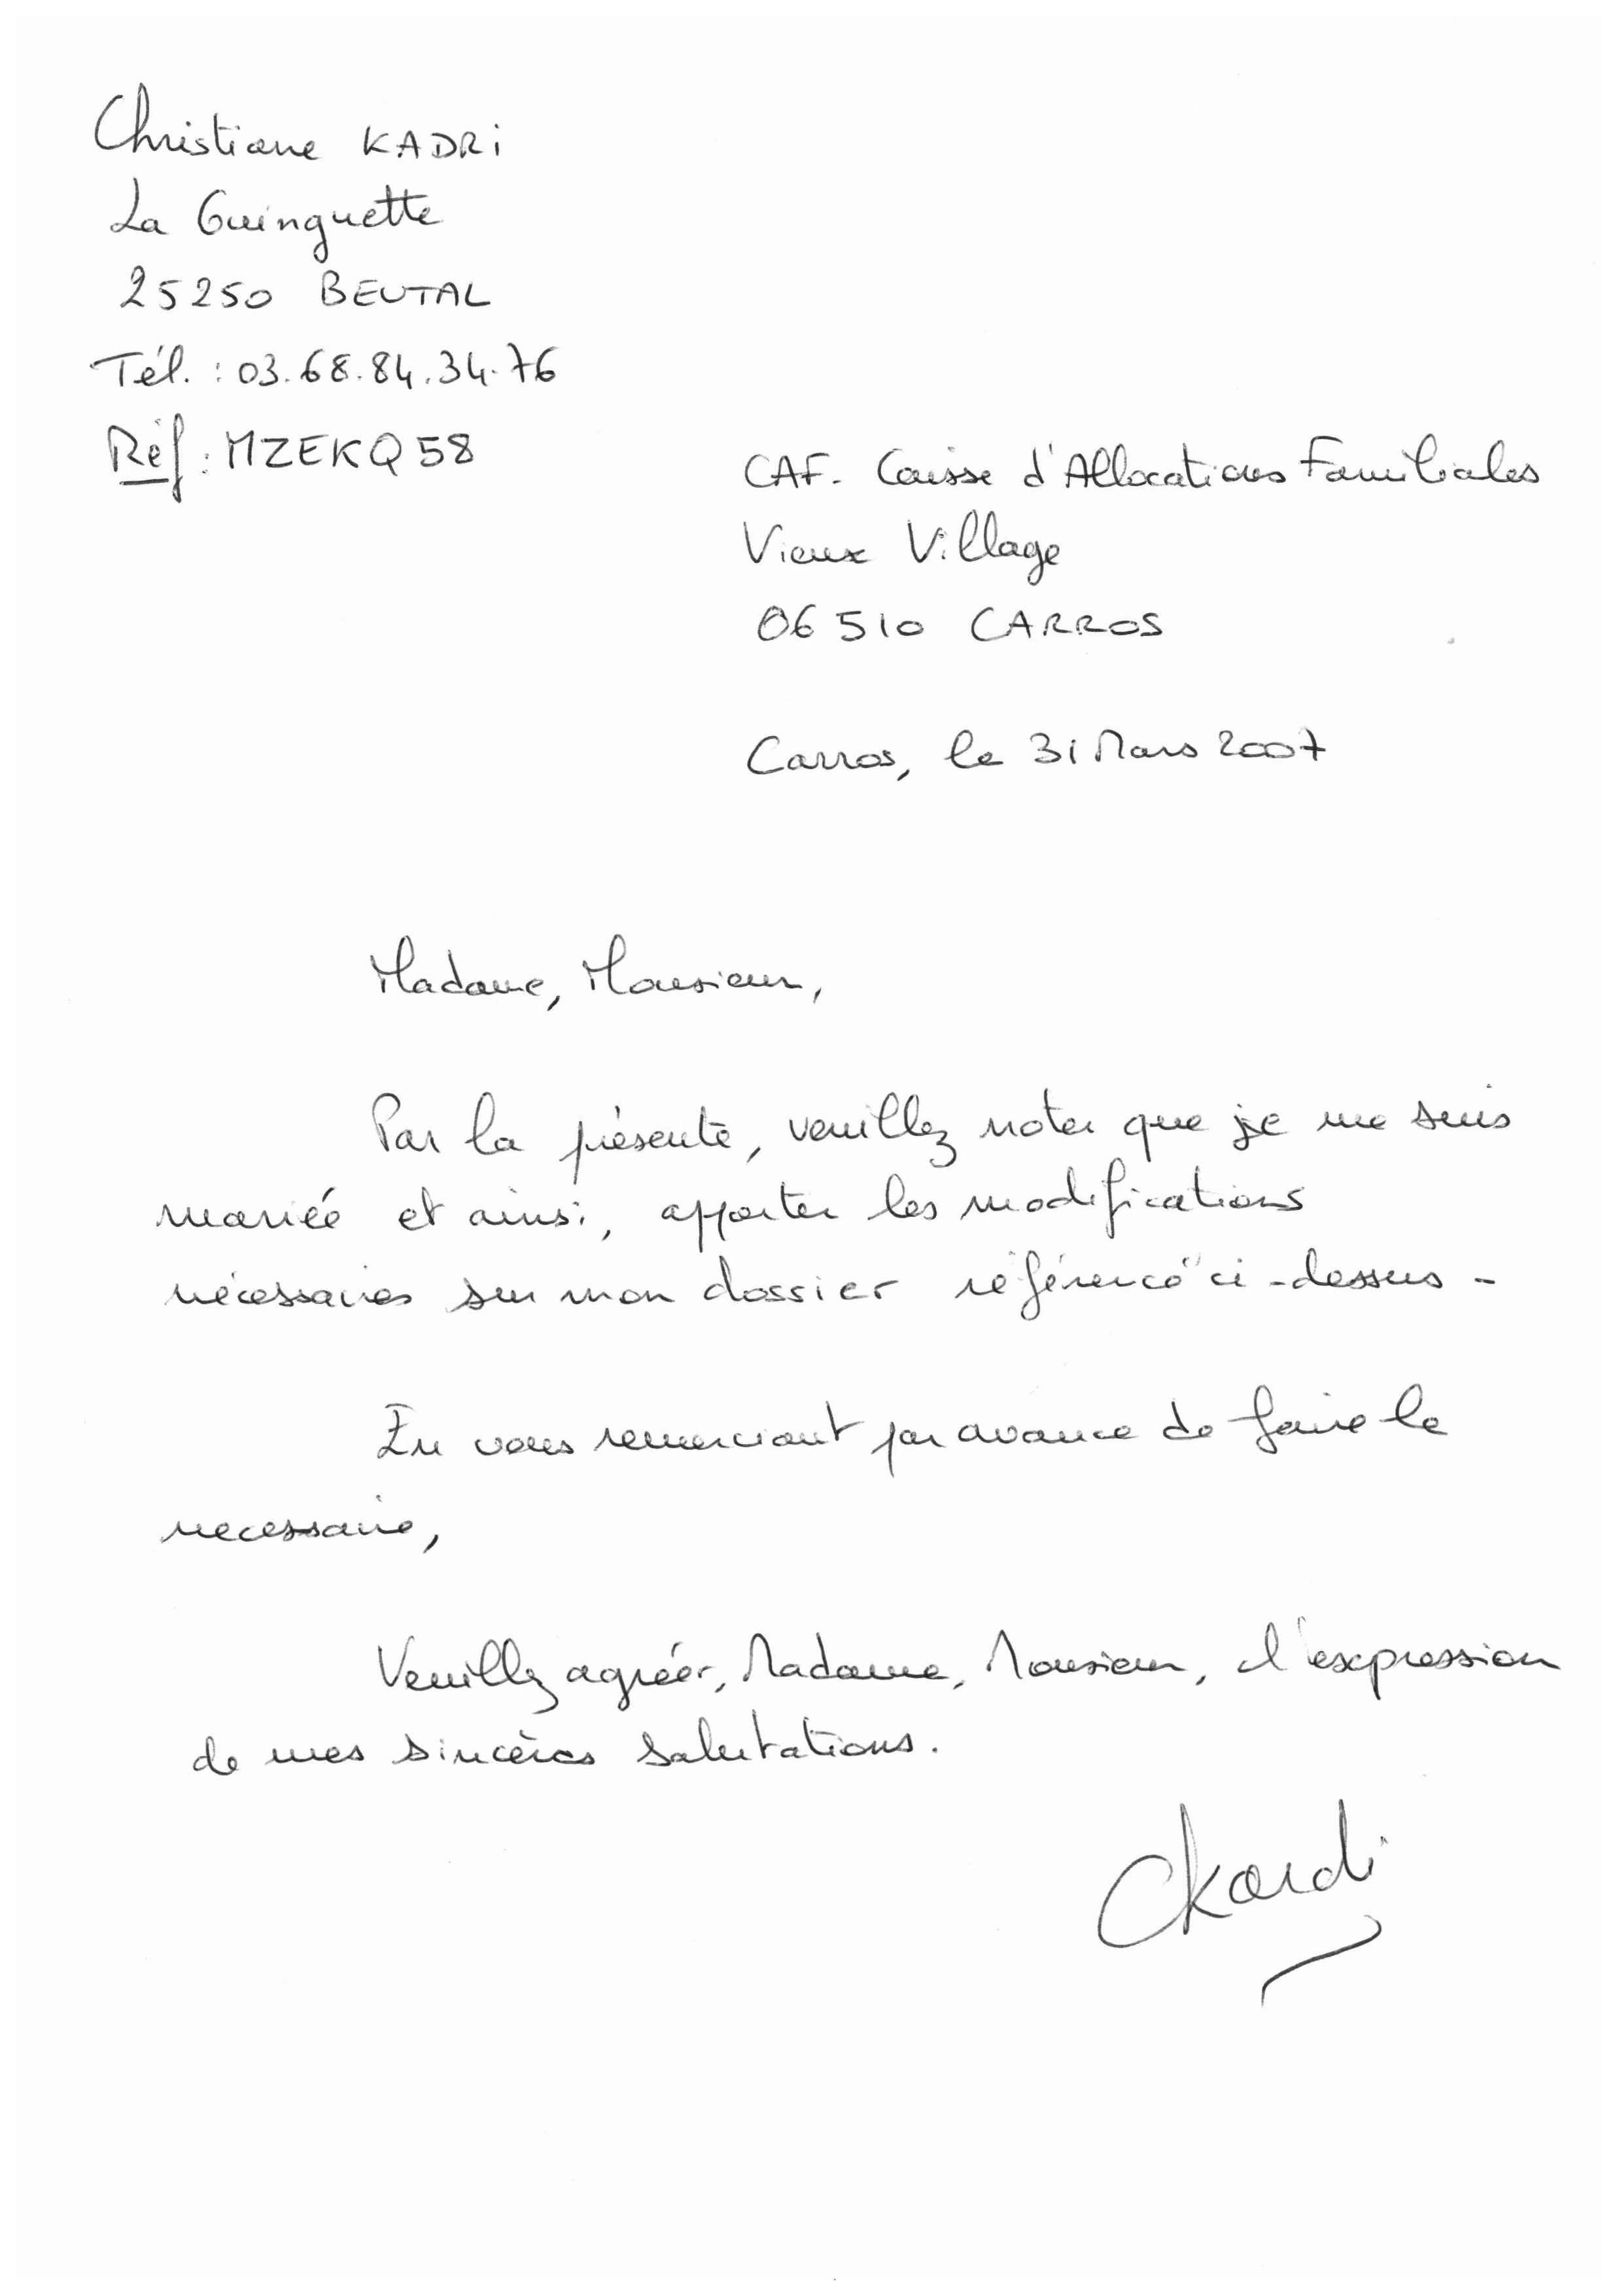 Christiane KADRi
La Guinguette
25250 BEUTAL
Tél. : 03.68.84.34.76
Réf : MZEKQ58
CAF. Caisse d'Allocations Familiales
Vieux Village
06510 CARROS
Carros, le 31 Mars 2007
Madame, Monsieur,
Par la présente, veuillez noter que je me suis
mariée et ainsi, apporter les modifications
nécessaires sur mon dossier référencé ci-dessus -
En vous remerciant par avance de faire le
necessaire,
Veuillez agréer, Madame, Monsieur, l'expression
de mes sincères salutations.
CKardi